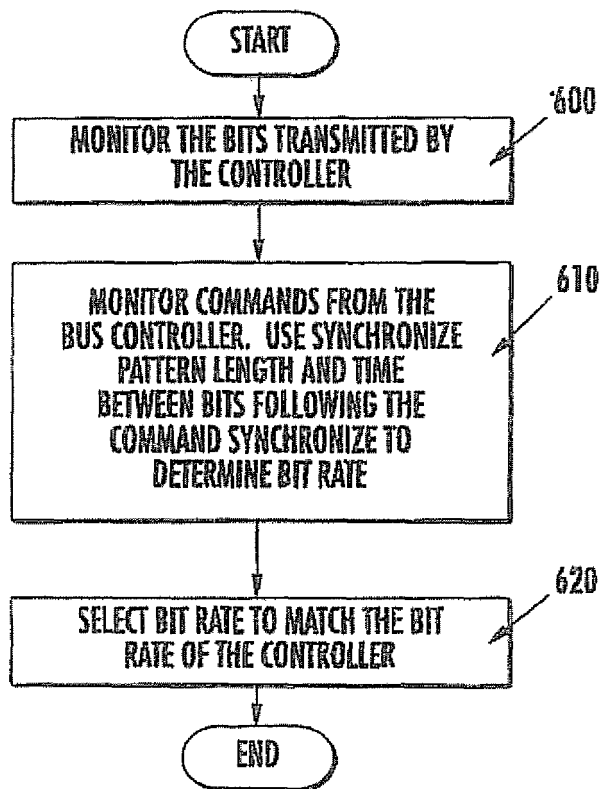 START
600
MONITOR THE BITS TRANSMITTED BY
THE CONTROLLER
610
MONITOR COMMANDS FROM THE
BUS CONTROLLER. USE SYNCHRONIZE
PATTERN LENGTH AND TIME
BETWEEN BITS FOLLOWING THE
COMMAND SYNCHRONIZE TO
DETERMINE BIT RATE
620
SELECT BIT RATE TO MATCH THE BIT
RATE OF THE CONTROLLER
END